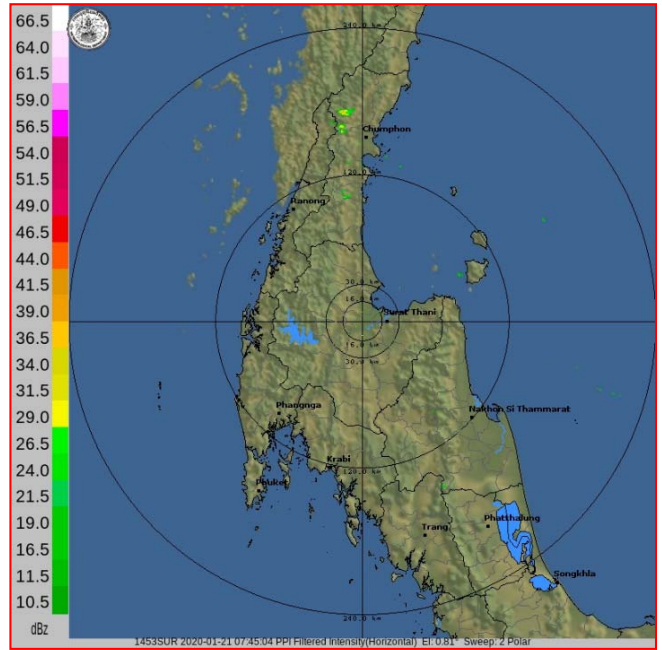 66.5
64.0
61.5
59.0
56.5
54.0
51.5
49.0
46.5
44.0
41.5
39.0
36.5
34.0
31.5
29.0
26.5
24.0
21.5
19.0
16.5
11.5
10.5
dBz
240.0 km
Chumphon
120.0 km
Ranong
30.0 km
16.0 km
Surat Thani
16.0 km
30.0 km
Phangnga
Nakhon Si Thammarat
Krabi
120.0 km
Phuket
Phatthalung
Trang
Songkhla
240.0 km
1453SUR 2020-01-21 07:45:04 PPI Filtered Intensity(Horizontal) El: 0.81° Sweep: 2 Polar